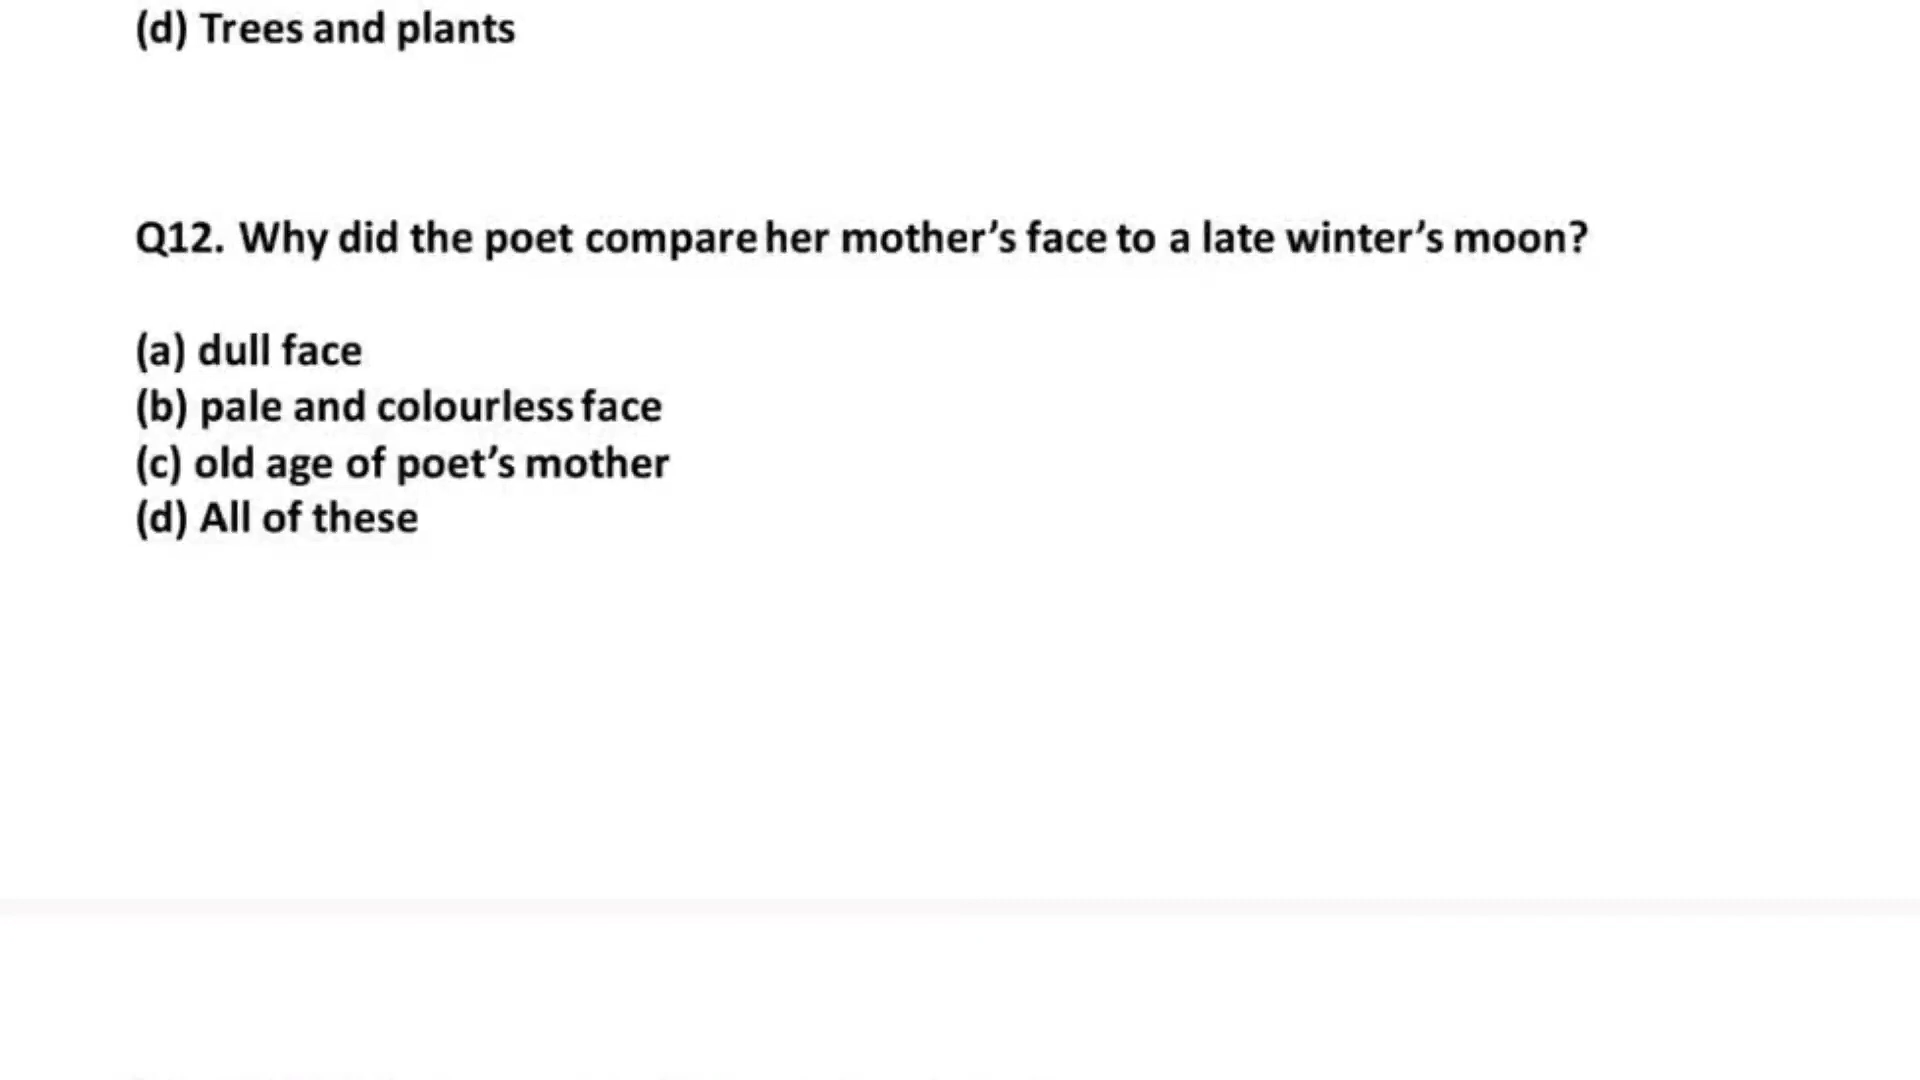 (d) Trees and plants
Q12. Why did the poet compare her mother’s face to a late winter’s moon?
(a) dull face
(b) pale and colourless face
(c) old age of poet’s mother
(d) All of these